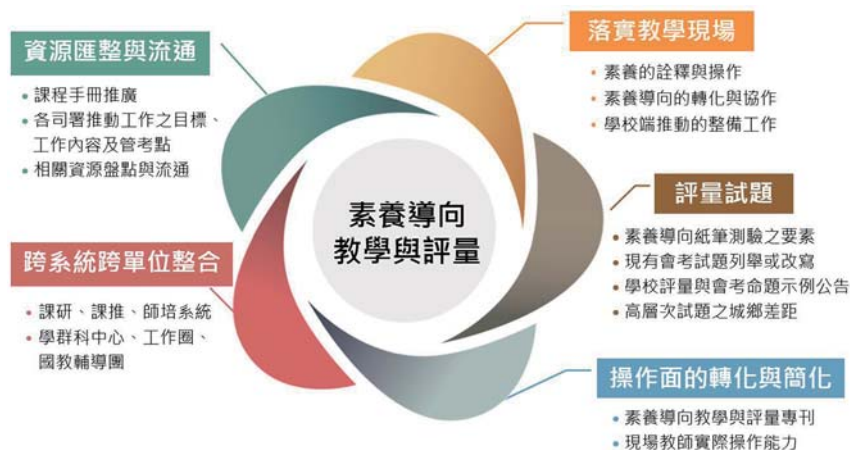 資源匯整與流通
• 課程手冊推廣
• 各司署推動工作之目標、
工作內容及管考點
• 相關資源盤點與流通
落實教學現場
• 素養的詮釋與操作
• 素養導向的轉化與協作
• 學校端推動的整備工作
素養導向
教學與評量
評量試題
• 素養導向紙筆測驗之要素
• 現有會考試題列舉或改寫
• 學校評量與會考命題示例公告
• 高層次試題之城鄉差距
跨系統跨單位整合
• 課研、課推、師培系統
• 學群科中心、工作圈、
國教輔導團
操作面的轉化與簡化
• 素養導向教學與評量專刊
• 現場教師實際操作能力